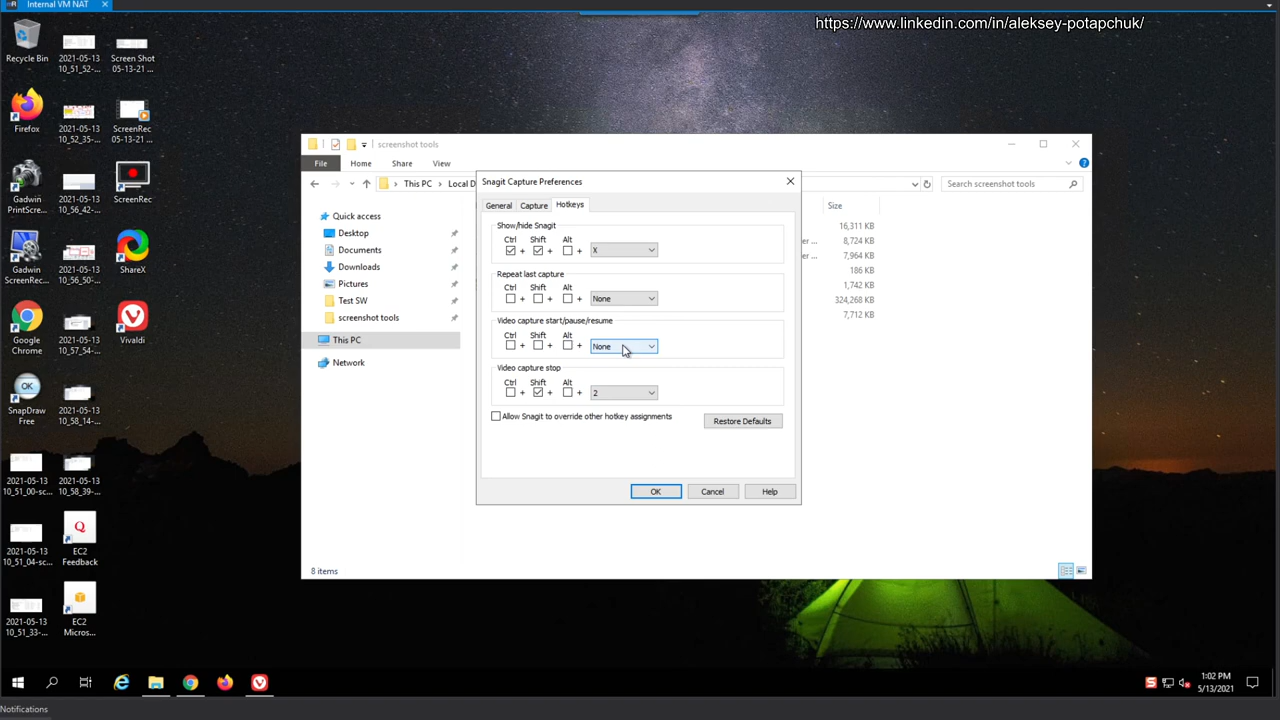 Internal VM NAT
https://www.linkedin.com/in/aleksey-potapchuk/
Recycle Bin
2021-05-13
10_51_52-...
Screen Shot
05-13-21 ...
Firefox
2021-05-13
10_52_35-...
ScreenRec
05-13-21 ...
Gadwin
PrintScre...
2021-05-13
10_56_42-...
ScreenRec
Gadwin
ScreenRec...
2021-05-13
10_56_50-...
ShareX
Google
Chrome
2021-05-13
10_57_54-...
Vivaldi
SnapDraw
Free
2021-05-13
10_58_14-...
2021-05-13
10_51_00-sc...
2021-05-13
10_58_39-...
2021-05-13
10_51_04-sc...
EC2
Feedback
2021-05-13
10_51_33-...
EC2
Micros...
screenshot tools
File
Home
Share
View
This PC
Local D
Search screenshot tools
Quick access
Desktop
Documents
Downloads
Pictures
Test SW
screenshot tools
This PC
Network
Size
16,311 KB
er ...
8,724 KB
er ...
7,964 KB
186 KB
1,742 KB
324,268 KB
7,712 KB
8 items
Snagit Capture Preferences
General
Capture
Hotkeys
Show/hide Snagit
Ctrl Shift Alt
+ + + X
Repeat last capture
Ctrl Shift Alt
+ + + None
Video capture start/pause/resume
Ctrl Shift Alt
+ + + None
Video capture stop
Ctrl Shift Alt
+ + + 2
Allow Snagit to override other hotkey assignments
Restore Defaults
OK
Cancel
Help
1:02 PM
5/13/2021
Notifications